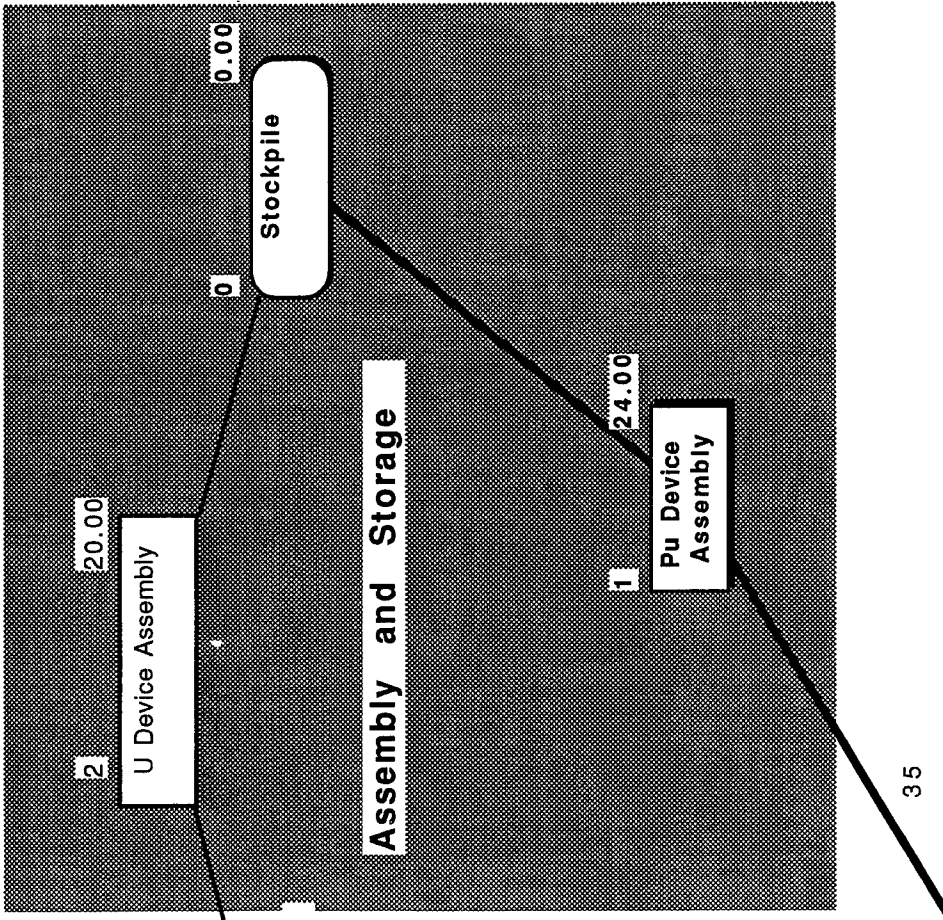 2
20.00
U Device Assembly
0
0.00
Stockpile
Assembly and Storage
1
24.00
Pu Device
Assembly
35